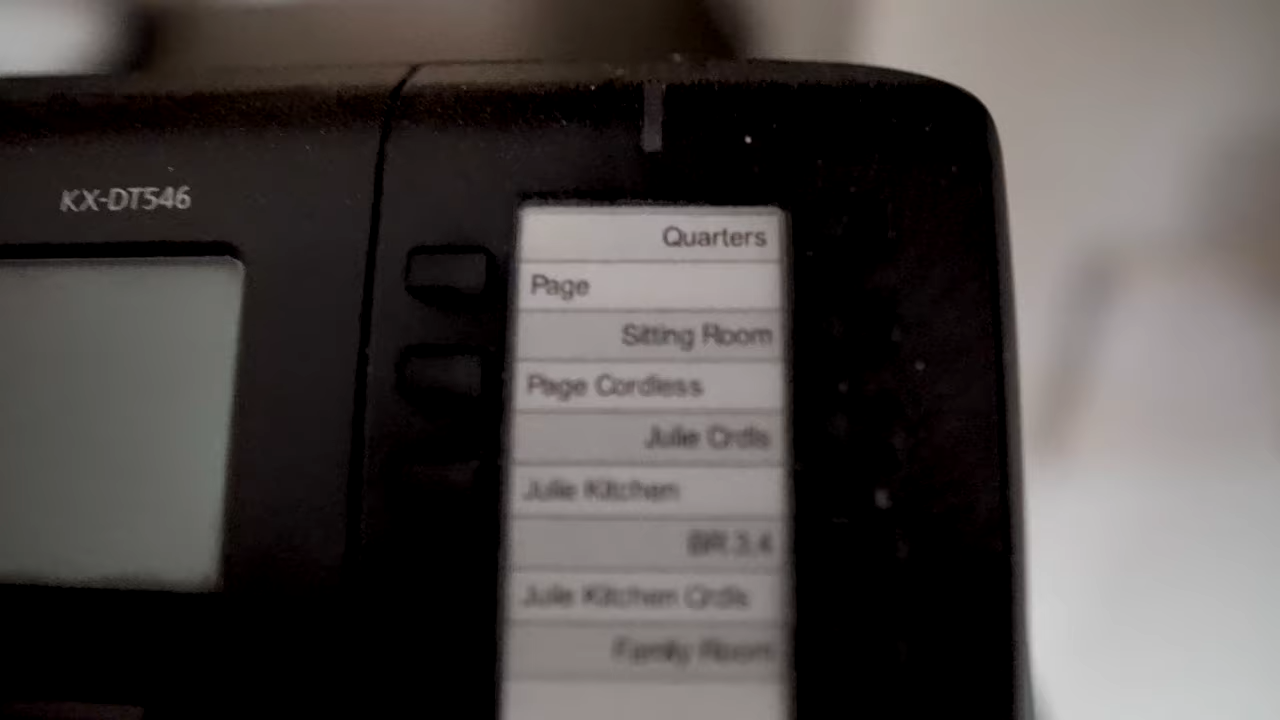 KX-DT546
Quarters
Page
Sitting Room
Page Cordless
Julie Crdls
Julie Kitchen
BR.3,4
Julie Kitchen Crdls
Family Room